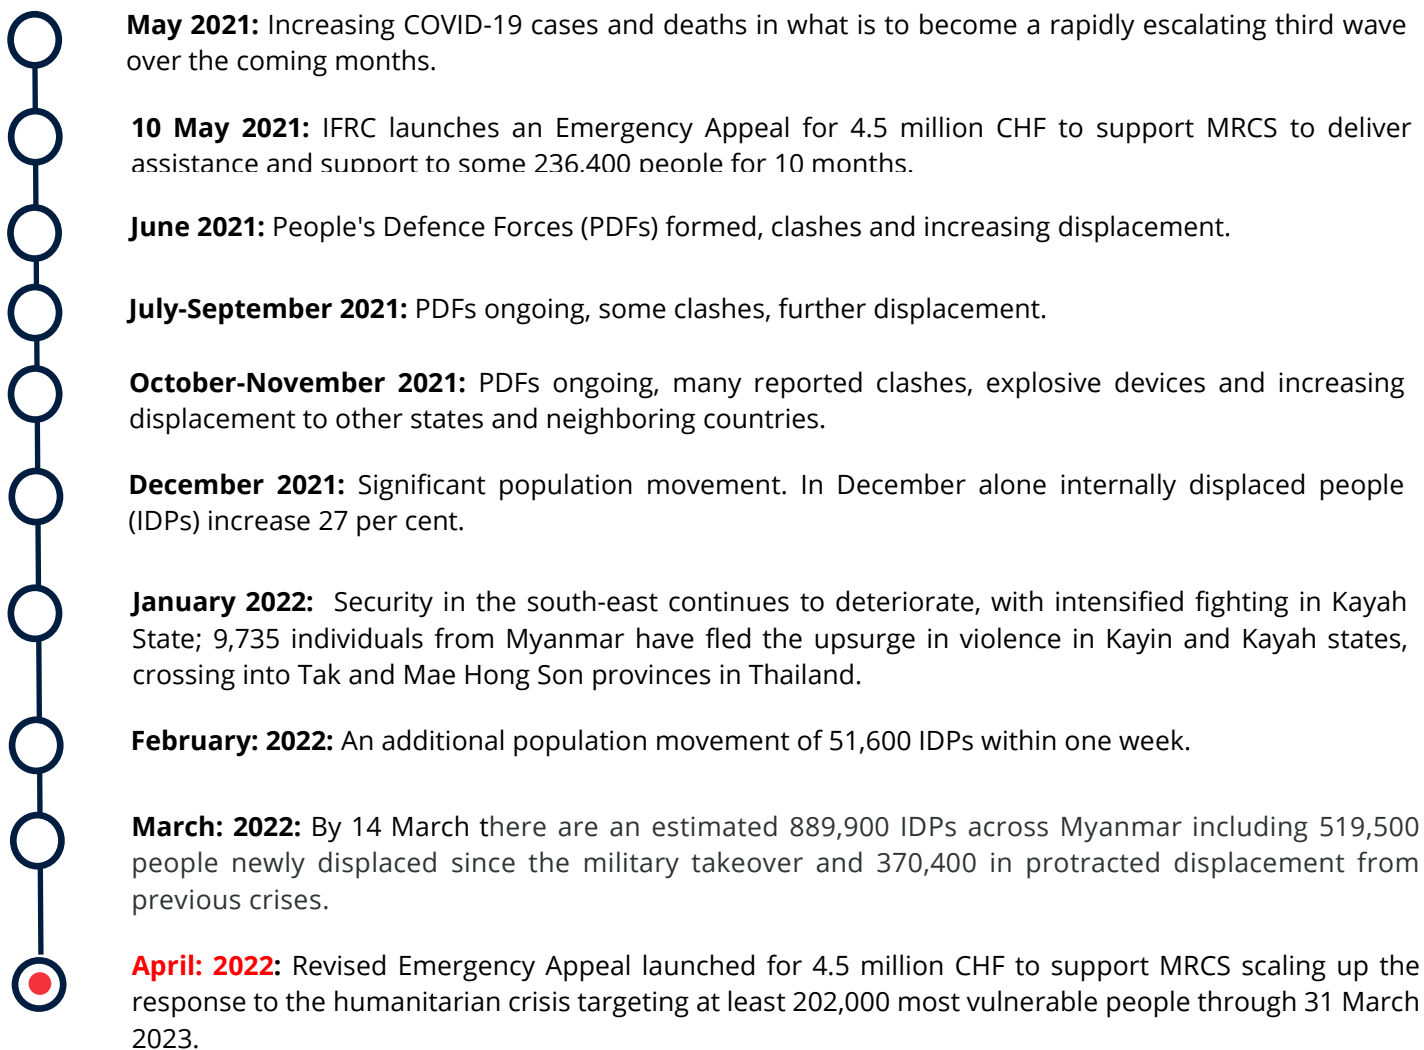 May 2021: Increasing COVID-19 cases and deaths in what is to become a rapidly escalating third wave
over the coming months.
10 May 2021: IFRC launches an Emergency Appeal for 4.5 million CHF to support MRCS to deliver
assistance and support to some 236,400 people for 10 months.
June 2021: People's Defence Forces (PDFs) formed, clashes and increasing displacement.
July-September 2021: PDFs ongoing, some clashes, further displacement.
October-November 2021: PDFs ongoing, many reported clashes, explosive devices and increasing
displacement to other states and neighboring countries.
December 2021: Significant population movement. In December alone internally displaced people
(IDPs) increase 27 per cent.
January 2022: Security in the south-east continues to deteriorate, with intensified fighting in Kayah
State; 9,735 individuals from Myanmar have fled the upsurge in violence in Kayin and Kayah states,
crossing into Tak and Mae Hong Son provinces in Thailand.
February: 2022: An additional population movement of 51,600 IDPs within one week.
March: 2022: By 14 March there are an estimated 889,900 IDPs across Myanmar including 519,500
people newly displaced since the military takeover and 370,400 in protracted displacement from
previous crises.
April: 2022: Revised Emergency Appeal launched for 4.5 million CHF to support MRCS scaling up the
response to the humanitarian crisis targeting at least 202,000 most vulnerable people through 31 March
2023.